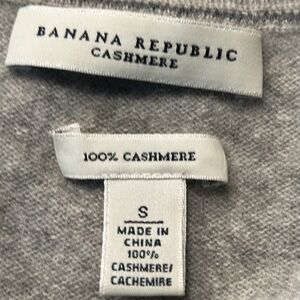 BANANA REPUBLIC
CASHMERE
100% CASHMERE
S
MADE IN
CHINA
100%
CASHMERE/
CACHEMIRE